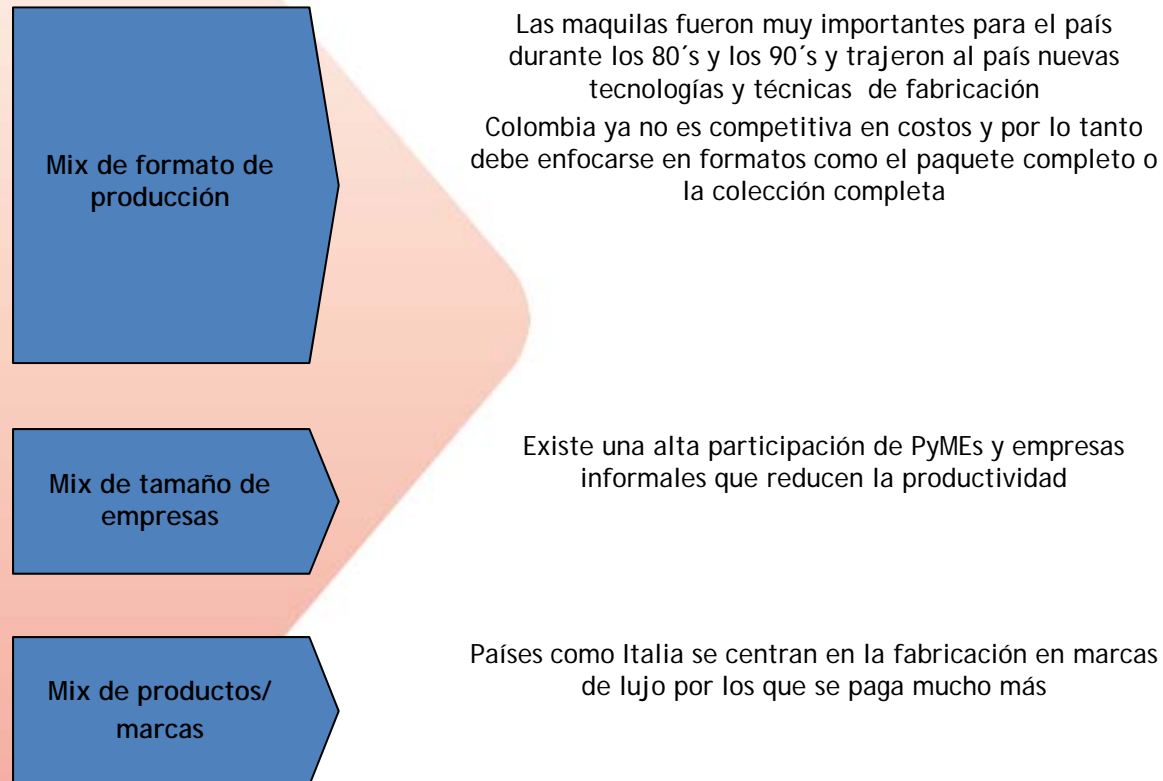 Mix de formato de
producción
Las maquilas fueron muy importantes para el país
durante los 80´s y los 90´s y trajeron al país nuevas
tecnologías y técnicas de fabricación
Colombia ya no es competitiva en costos y por lo tanto
debe enfocarse en formatos como el paquete completo o
la colección completa
Mix de tamaño de
empresas
Existe una alta participación de PyMEs y empresas
informales que reducen la productividad
Mix de productos/
marcas
Países como Italia se centran en la fabricación en marcas
de lujo por los que se paga mucho más